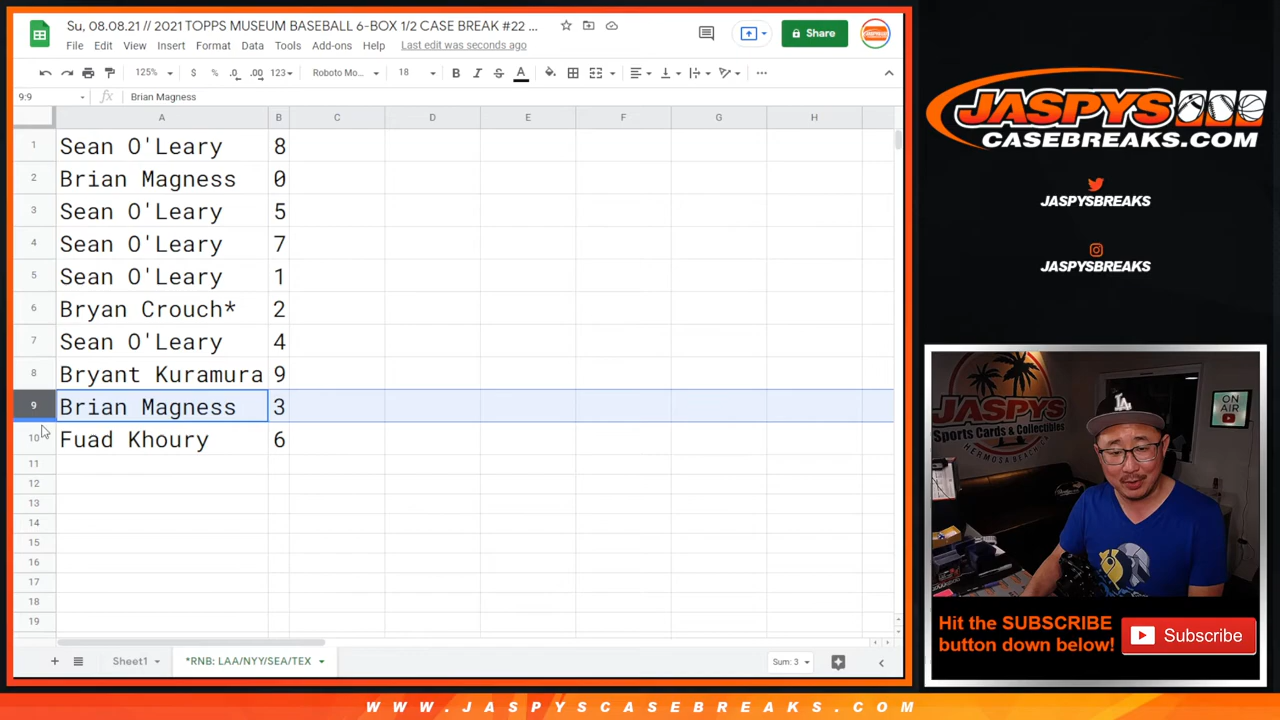 Su, 08.08.21 // 2021 TOPPS MUSEUM BASEBALL 6-BOX 1/2 CASE BREAK #22 ...
File Edit View Insert Format Data Tools Add-ons Help Last edit was seconds ago
Share
125% $ % .0 .00 123 Roboto Mo... 18 B I S A
9:9 fx Brian Magness
A B C D E F G H
1 Sean O'Leary 8
2 Brian Magness 0
3 Sean O'Leary 5
4 Sean O'Leary 7
5 Sean O'Leary 1
6 Bryan Crouch* 2
7 Sean O'Leary 4
8 Bryant Kuramura 9
9 Brian Magness 3
10 Fuad Khoury 6
11
12
13
14
15
16
17
18
19
Sheet1 *RNB: LAA/NYY/SEA/TEX Sum: 3
JASPYS
CASEBREAKS.COM
JASPYSBREAKS
JASPYSBREAKS
JASPYS
Sports Cards & Collectibles
HERMOSA BEACH
ON AIR
LA
Hit the SUBSCRIBE
button down below!
Subscribe
WWW.JASPYSCASEBREAKS.COM